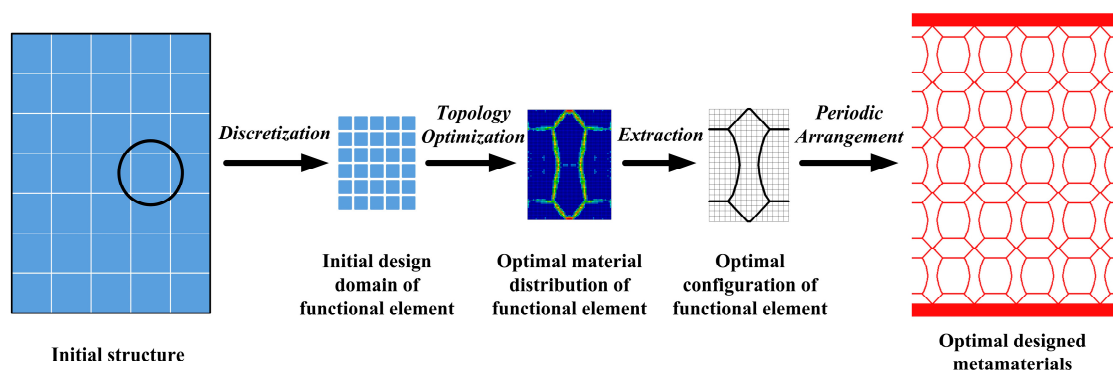 Discretization
Topology
Optimization
Extraction
Periodic
Arrangement
Initial structure
Initial design
domain of
functional element
Optimal material
distribution of
functional element
Optimal
configuration of
functional element
Optimal designed
metamaterials